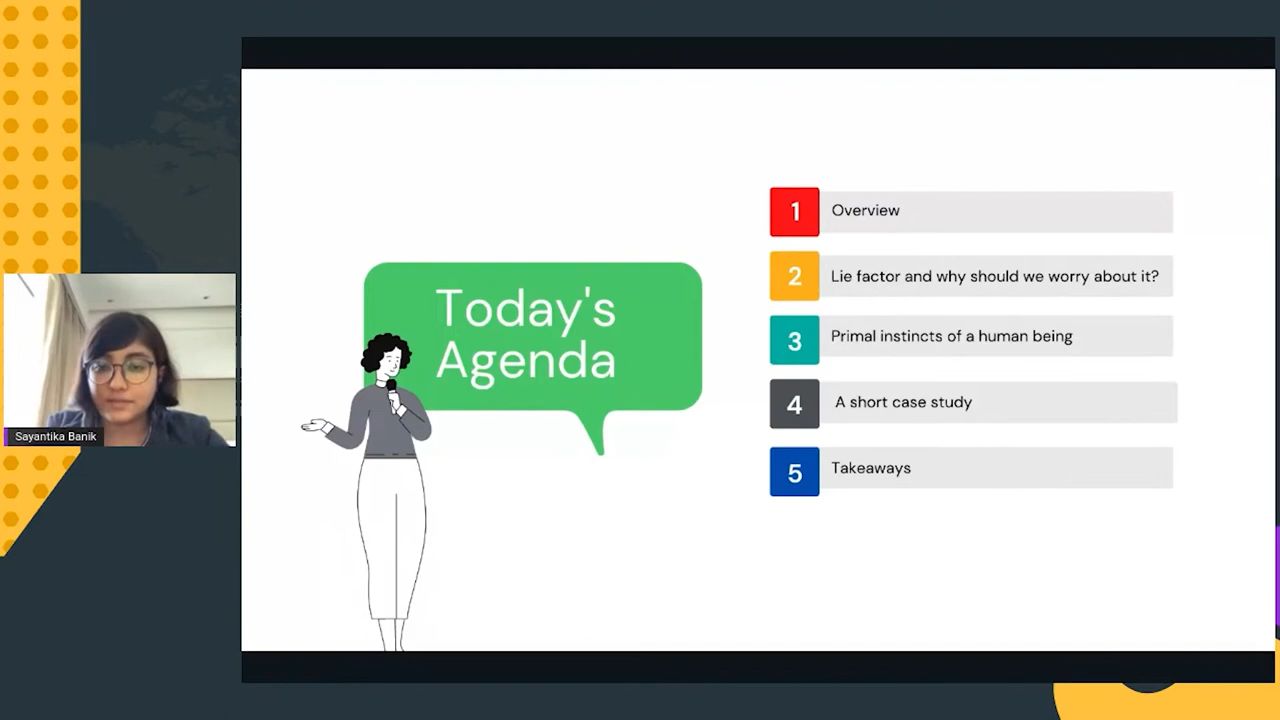 Today's
Agenda
1 Overview
2 Lie factor and why should we worry about it?
3 Primal instincts of a human being
4 A short case study
5 Takeaways
Sayantika Banik